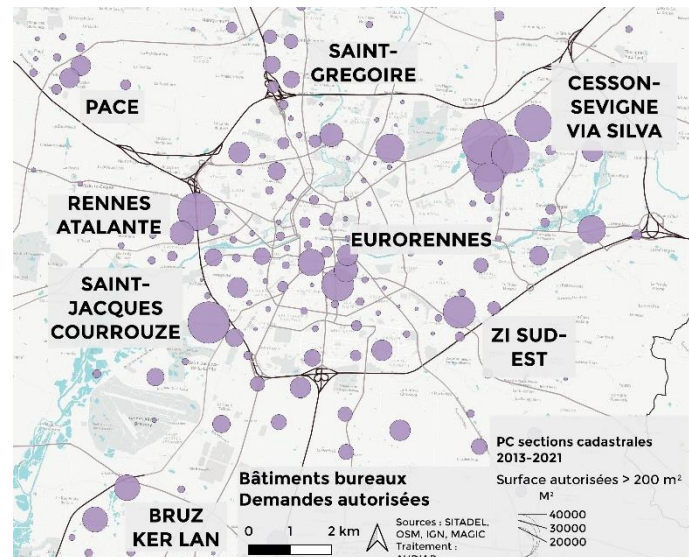 SAINT-
GREGOIRE
CESSON-
SEVIGNE
VIA SILVA
PACE
RENNES
ATALANTE
EURORENNES
SAINT-
JACQUES
COURROUZE
ZI SUD-
EST
BRUZ
KER LAN
Bâtiments bureaux
Demandes autorisées
0 1 2 km
Sources : SITADEL,
OSM, IGN, MAGIC
Traitement :
PC sections cadastrales
2013-2021
Surface autorisées > 200 m²
M²
40000
30000
20000